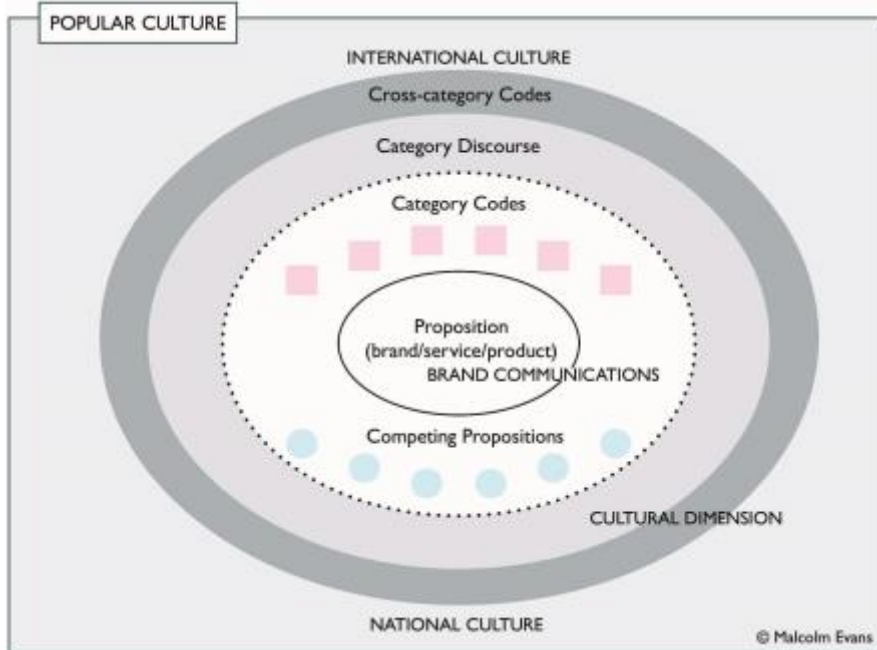 POPULAR CULTURE
INTERNATIONAL CULTURE
Cross-category Codes
Category Discourse
Category Codes
Proposition
(brand/service/product)
BRAND COMMUNICATIONS
Competing Propositions
CULTURAL DIMENSION
NATIONAL CULTURE
© Malcolm Evans